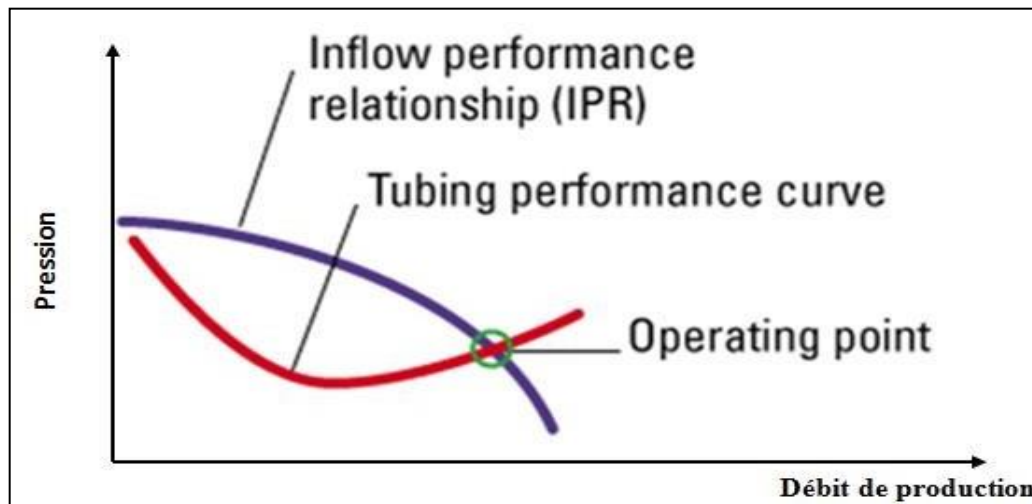 Inflow performance
relationship (IPR)
Tubing performance curve
Pression
Operating point
Débit de production